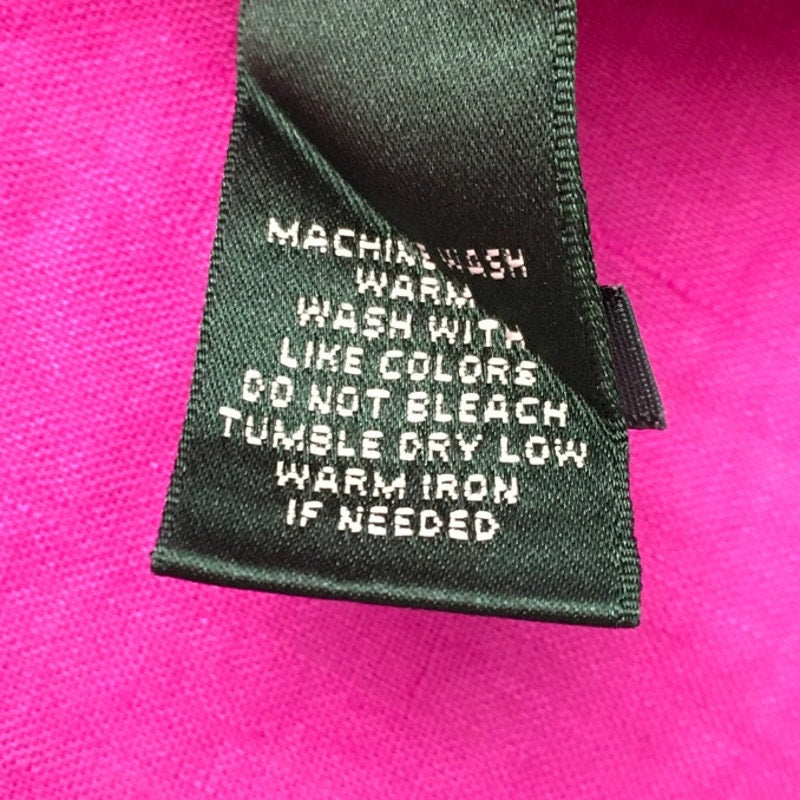 MACHINE WASH
WARM
WASH WITH
LIKE COLORS
DO NOT BLEACH
TUMBLE DRY LOW
WARM IRON
IF NEEDED